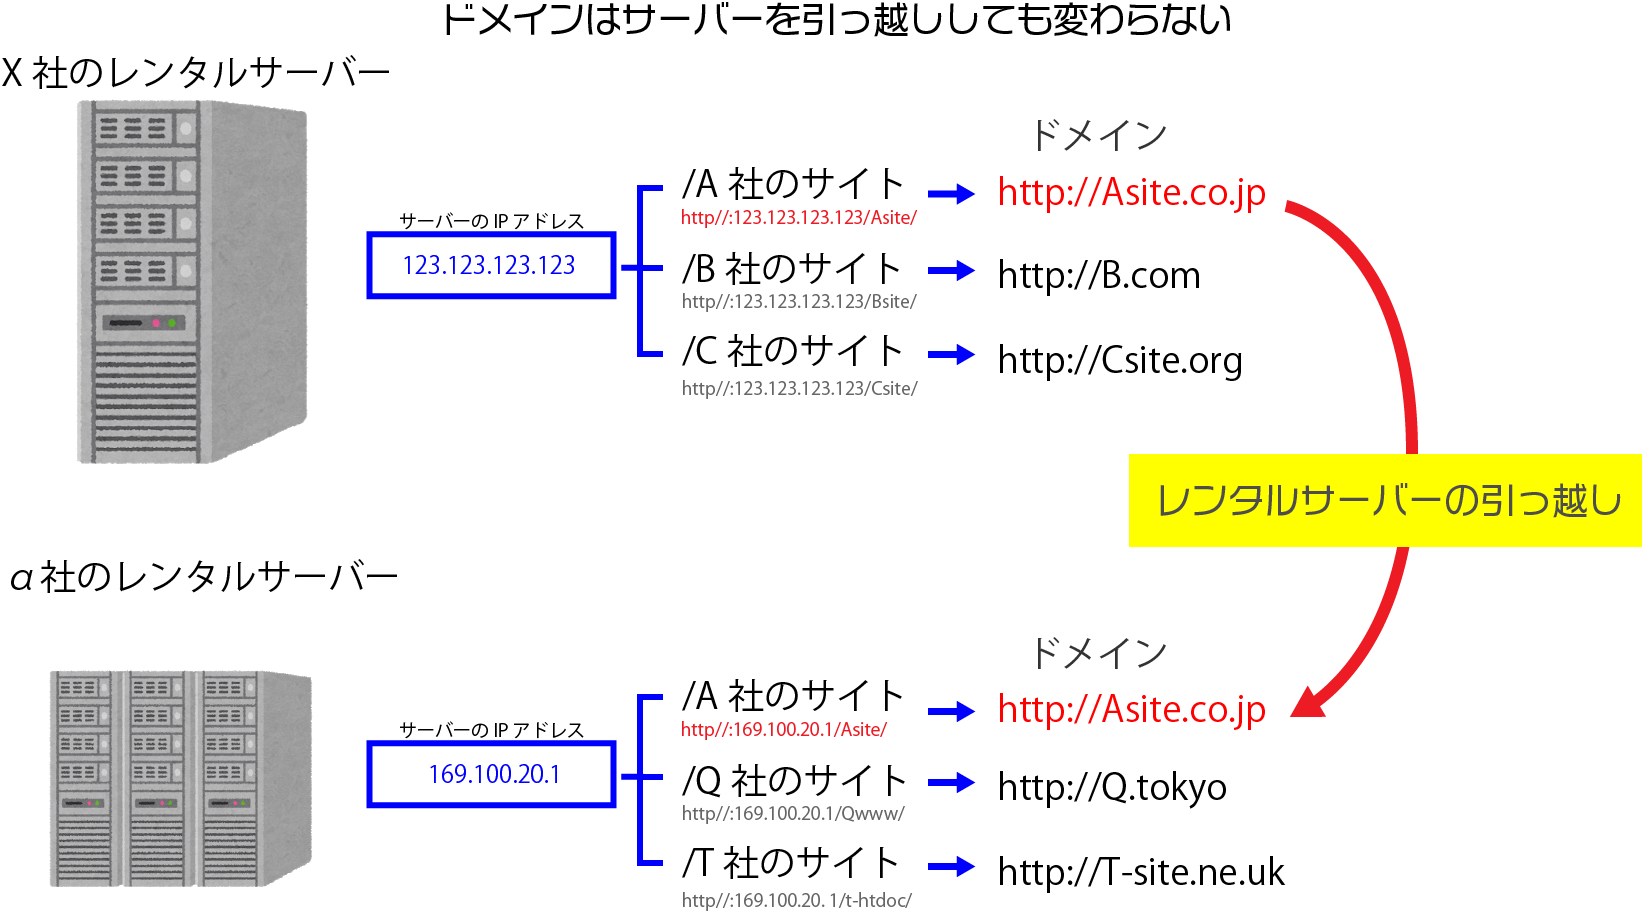 ドメインはサーバーを引っ越ししても変わらない
X 社のレンタルサーバー
ドメイン
サーバーの IP アドレス
123.123.123.123
/A 社のサイト
http//:123.123.123.123/Asite/
http://Asite.co.jp
/B 社のサイト
http//:123.123.123.123/Bsite/
http://B.com
/C 社のサイト
http//:123.123.123.123/Csite/
http://Csite.org
レンタルサーバーの引っ越し
α社のレンタルサーバー
ドメイン
サーバーの IP アドレス
169.100.20.1
/A 社のサイト
http//:169.100.20.1/Asite/
http://Asite.co.jp
/Q 社のサイト
http//:169.100.20.1/Qwww/
http://Q.tokyo
/T 社のサイト
http//:169.100.20. 1/t-htdoc/
http://T-site.ne.uk